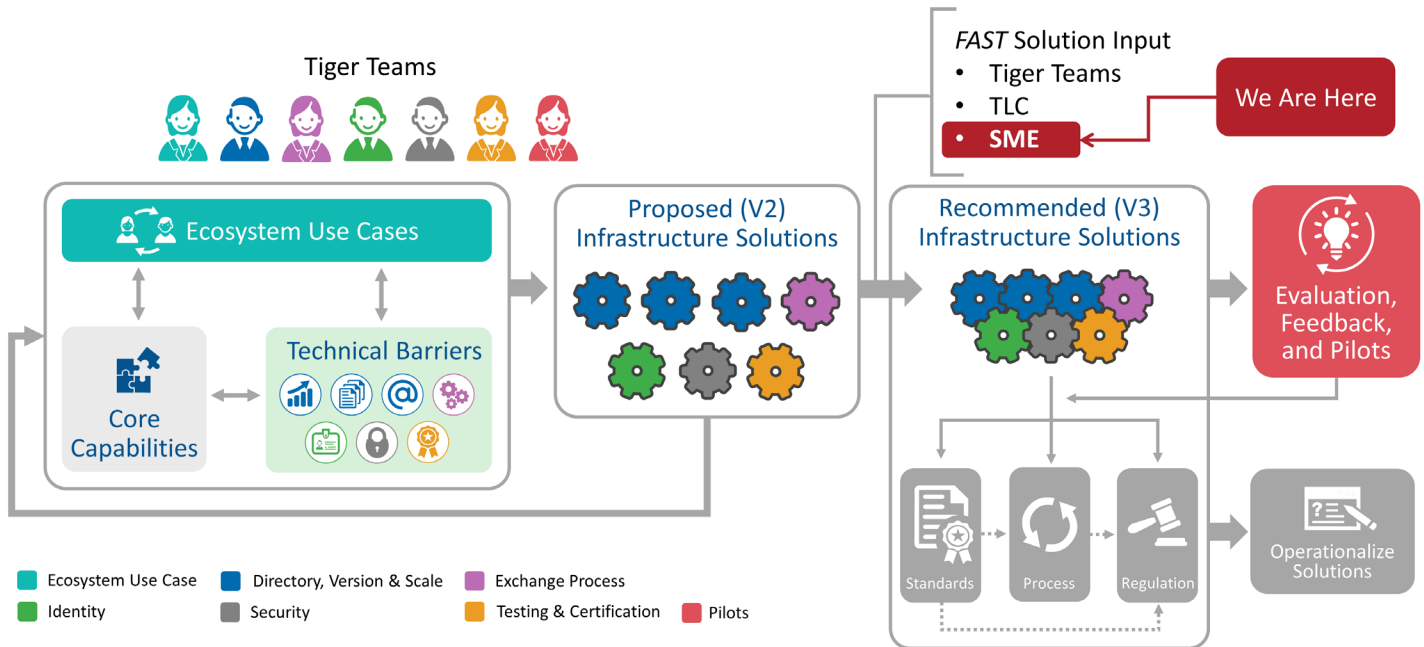 Tiger Teams
FAST Solution Input
• Tiger Teams
• TLC
• SME
We Are Here
Ecosystem Use Cases
Core
Capabilities
Technical Barriers
@
Proposed (V2)
Infrastructure Solutions
Recommended (V3)
Infrastructure Solutions
Evaluation,
Feedback,
and Pilots
Standards
Process
Regulation
?
Operationalize
Solutions
Ecosystem Use Case
Directory, Version & Scale
Exchange Process
Identity
Security
Testing & Certification
Pilots